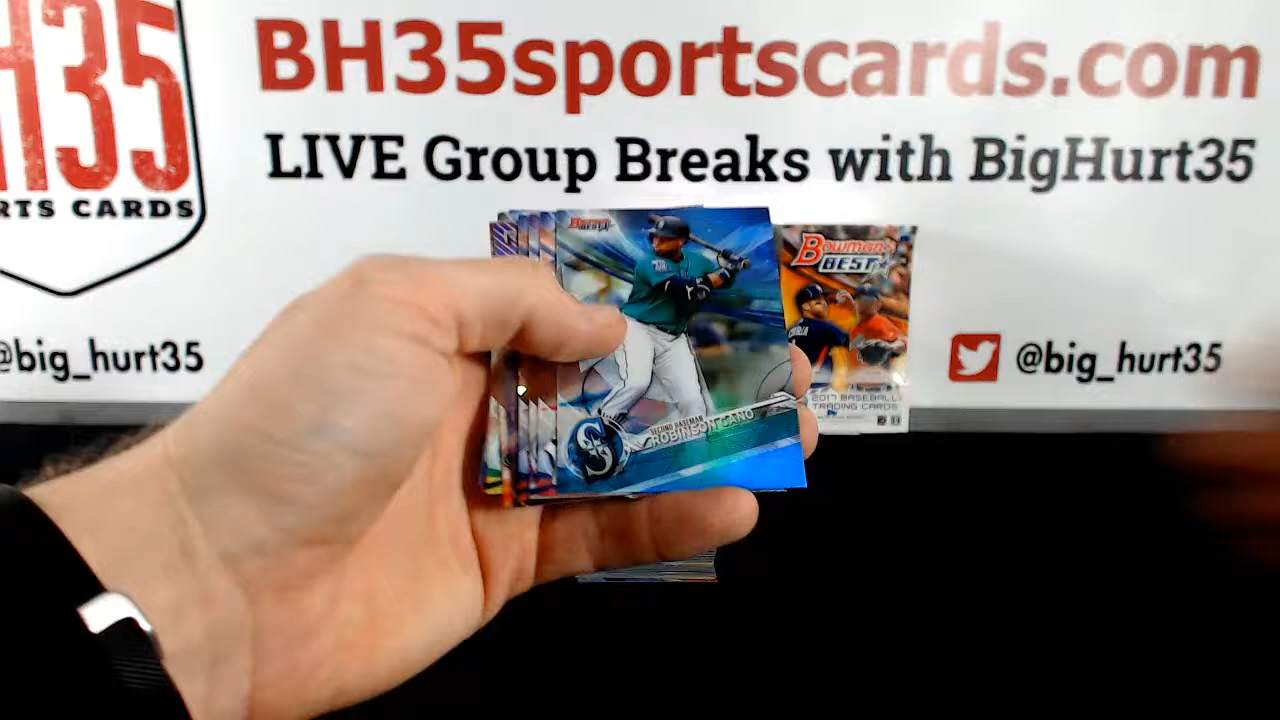 H35
RTS CARDS
BH35sportscards.com
LIVE Group Breaks with BigHurt35
@big_hurt35
@big_hurt35
Bowman's
BEST
SECOND BASEMAN
ROBINSON CANO
S
BOWMAN'S
BEST
2017 BASEBALL
TRADING CARDS